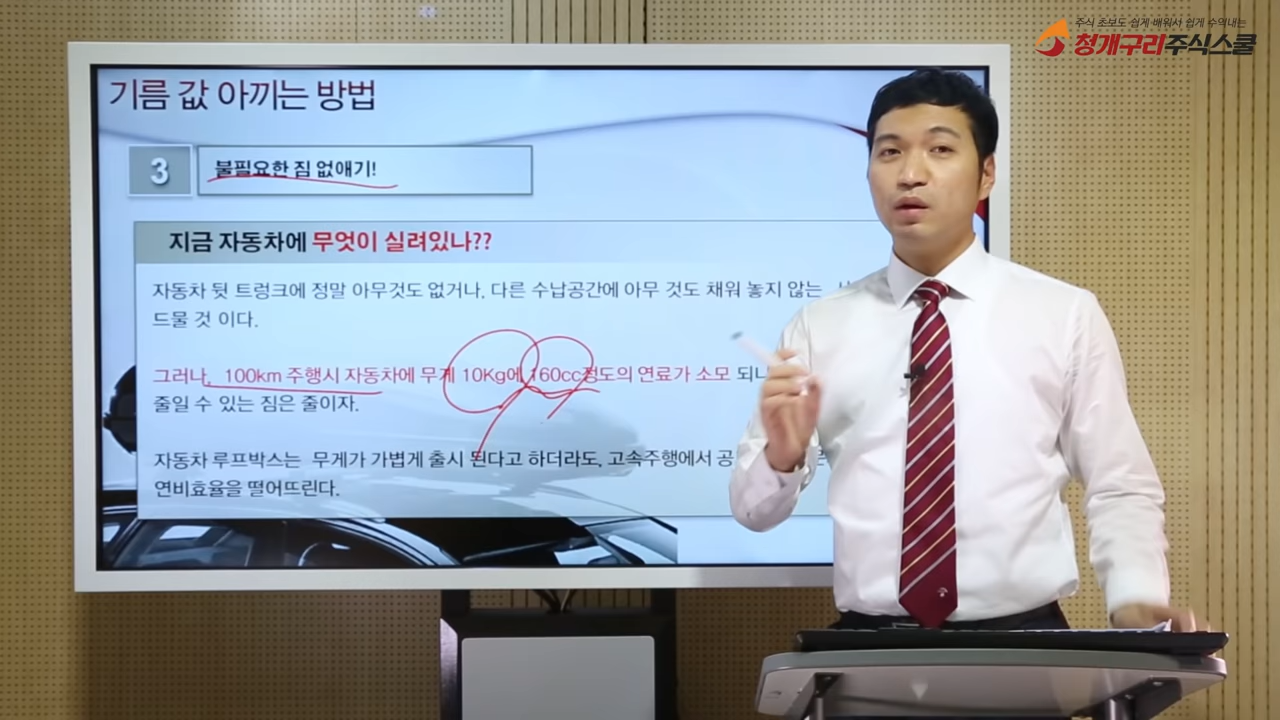 주식 초보도 쉽게 배워서 쉽게 수익내는
청개구리주식스쿨
기름 값 아끼는 방법
3
불필요한 짐 없애기!
지금 자동차에 무엇이 실려있나??
자동차 뒷 트렁크에 정말 아무것도 없거나, 다른 수납공간에 아무 것도 채워 놓지 않는
드물 것 이다.
그러나, 100km 주행시 자동차에 무게 10Kg에 160cc정도의 연료가 소모 되니
줄일 수 있는 짐은 줄이자.
자동차 루프박스는 무게가 가볍게 출시 된다고 하더라도, 고속주행에서 공
연비효율을 떨어뜨린다.